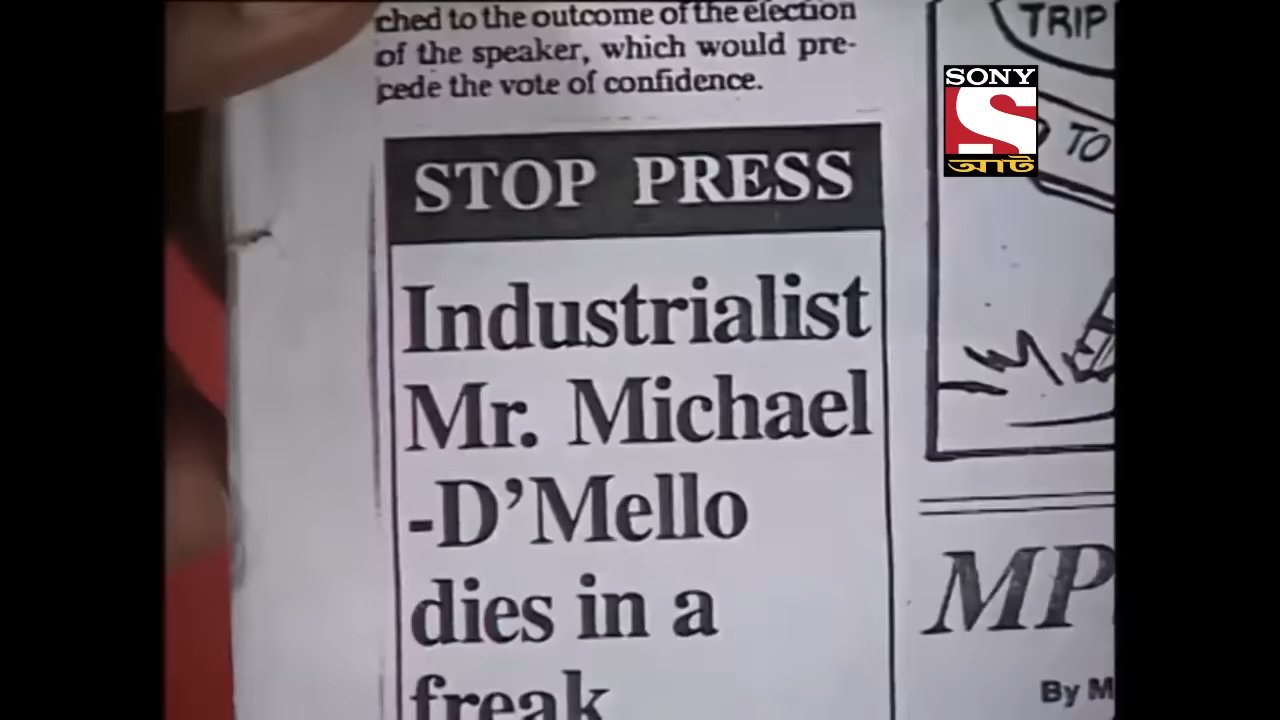 ched to the outcome of the election
of the speaker, which would pre-
cede the vote of confidence.
STOP PRESS
Industrialist
Mr. Michael
-D'Mello
dies in a
freak
TRIP
TO
MP
By M
SONY
আট